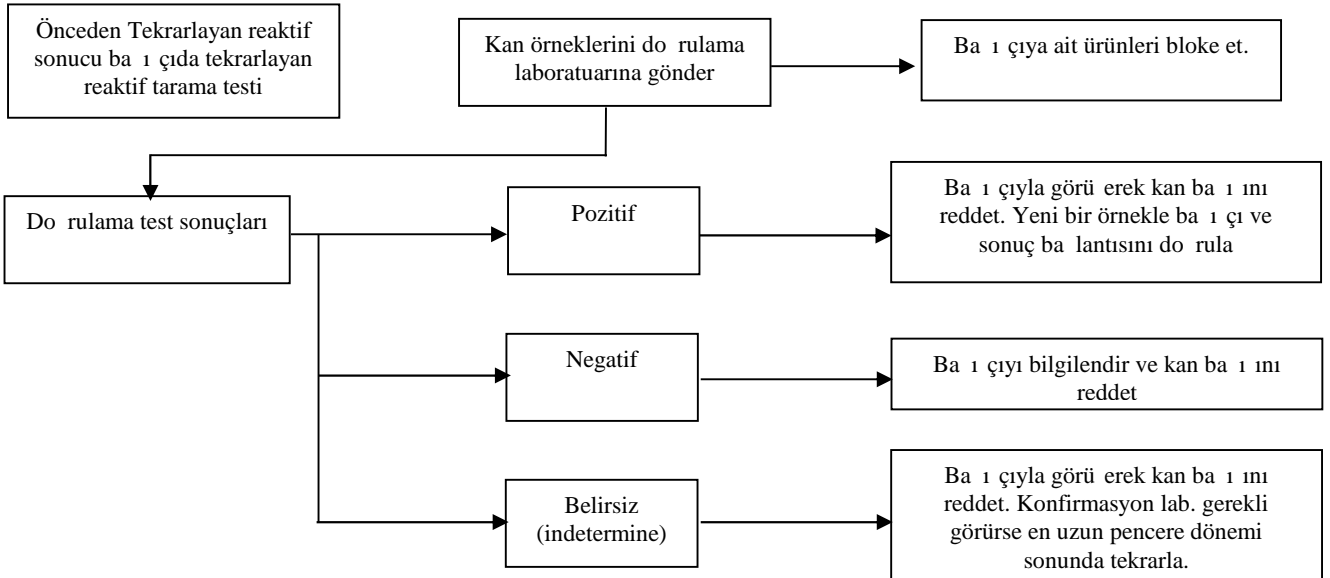 Önceden Tekrarlayan reaktif
sonucu ba ı çıda tekrarlayan
reaktif tarama testi
Kan örneklerini do rulama
laboratuarına gönder
Ba ı çıya ait ürünleri bloke et.
Do rulama test sonuçları
Pozitif
Ba ı çıyla görü erek kan ba ı ını
reddet. Yeni bir örnekle ba ı çı ve
sonuç ba lantısını do rula
Negatif
Ba ı çıyı bilgilendir ve kan ba ı ını
reddet
Belirsiz
(indetermine)
Ba ı çıyla görü erek kan ba ı ını
reddet. Konfirmasyon lab. gerekli
görürse en uzun pencere dönemi
sonunda tekrarla.